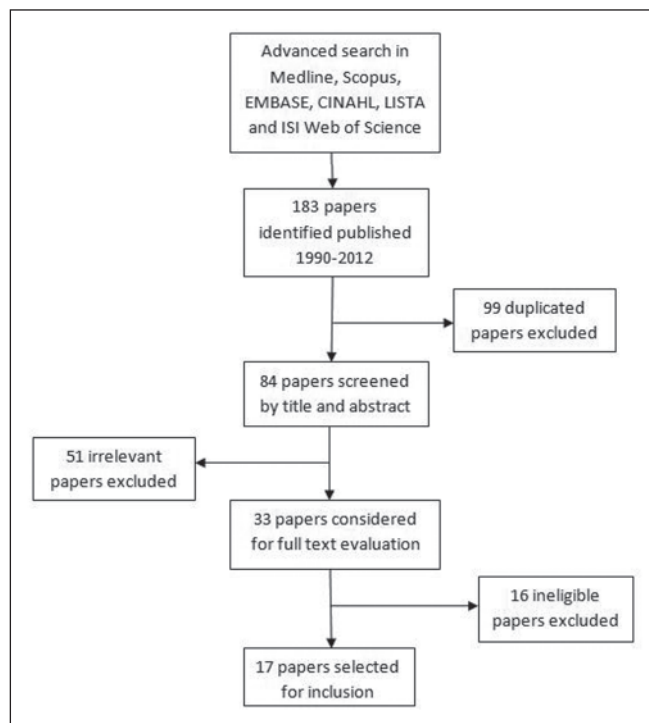 Advanced search in
Medline, Scopus,
EMBASE, CINAHL, LISTA
and ISI Web of Science
183 papers
identified published
1990-2012
99 duplicated
papers excluded
84 papers screened
by title and abstract
51 irrelevant
papers excluded
33 papers considered
for full text evaluation
16 ineligible
papers excluded
17 papers selected
for inclusion